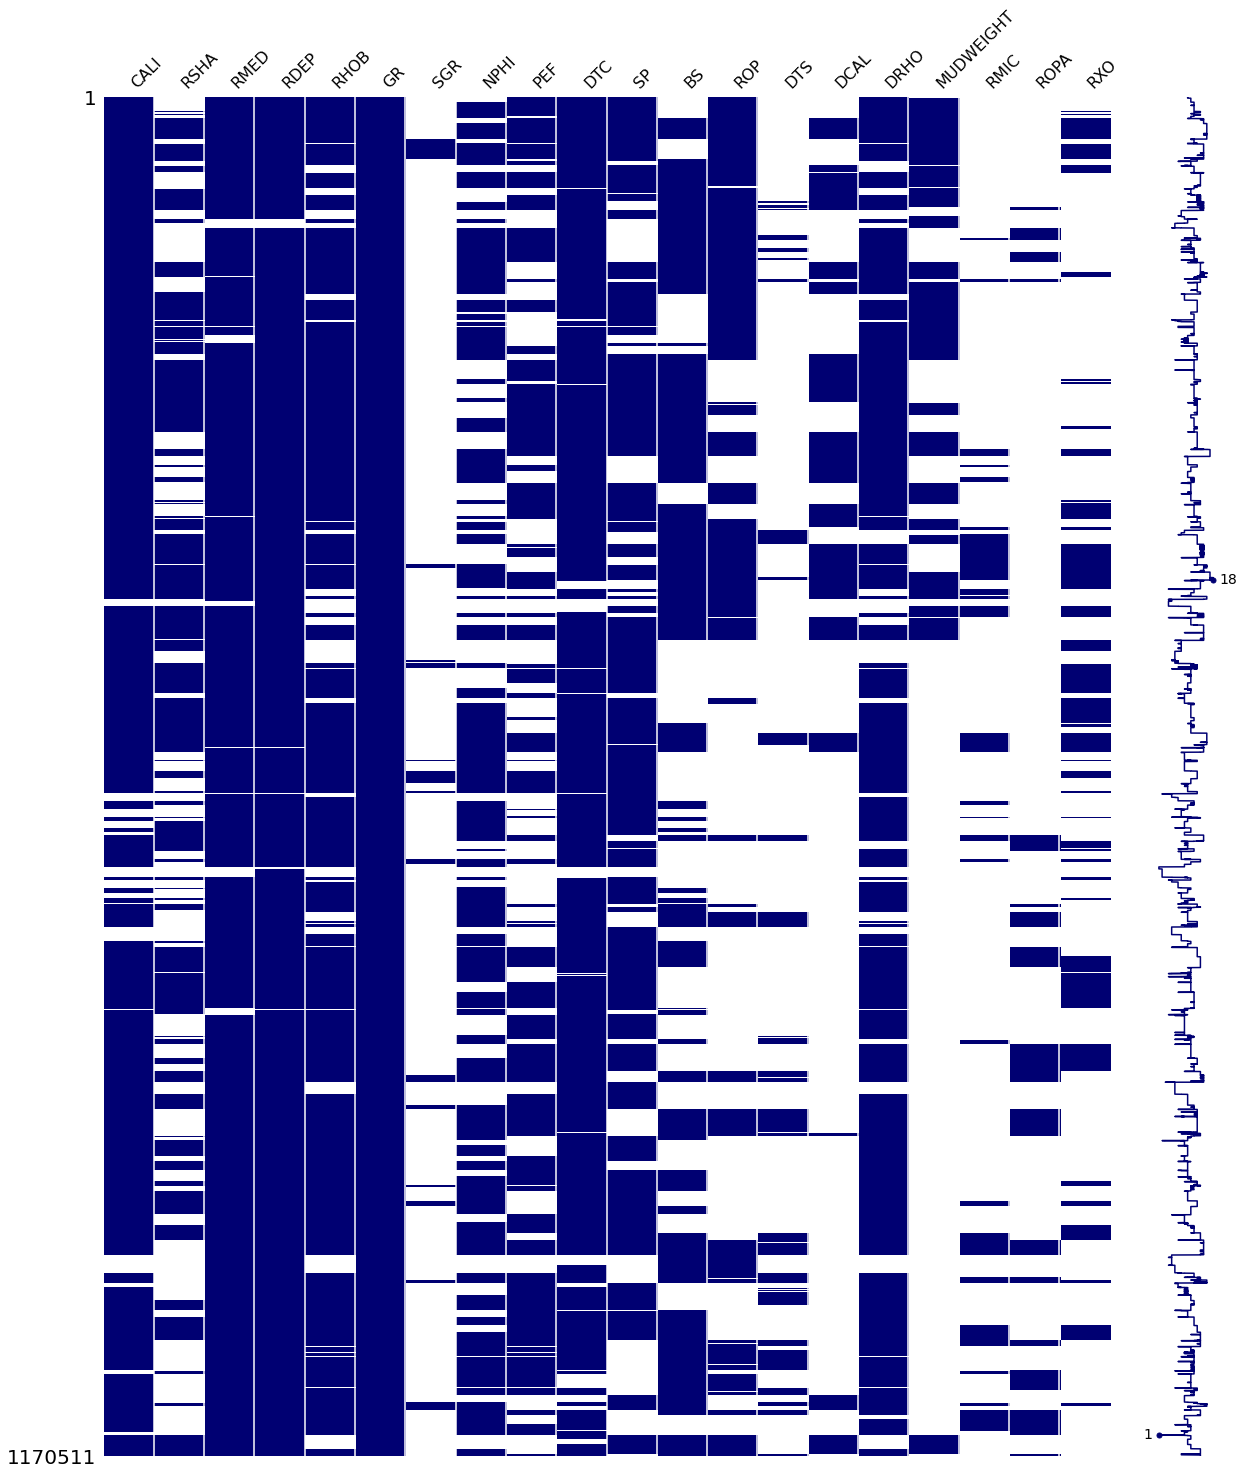 CALI RSHA RMED RDEP RHOB GR SGR NPHI PEF DTC SP BS ROP DTS DCAL DRHO MUDWEIGHT RMIC ROPA RXO
1
18
1
1170511